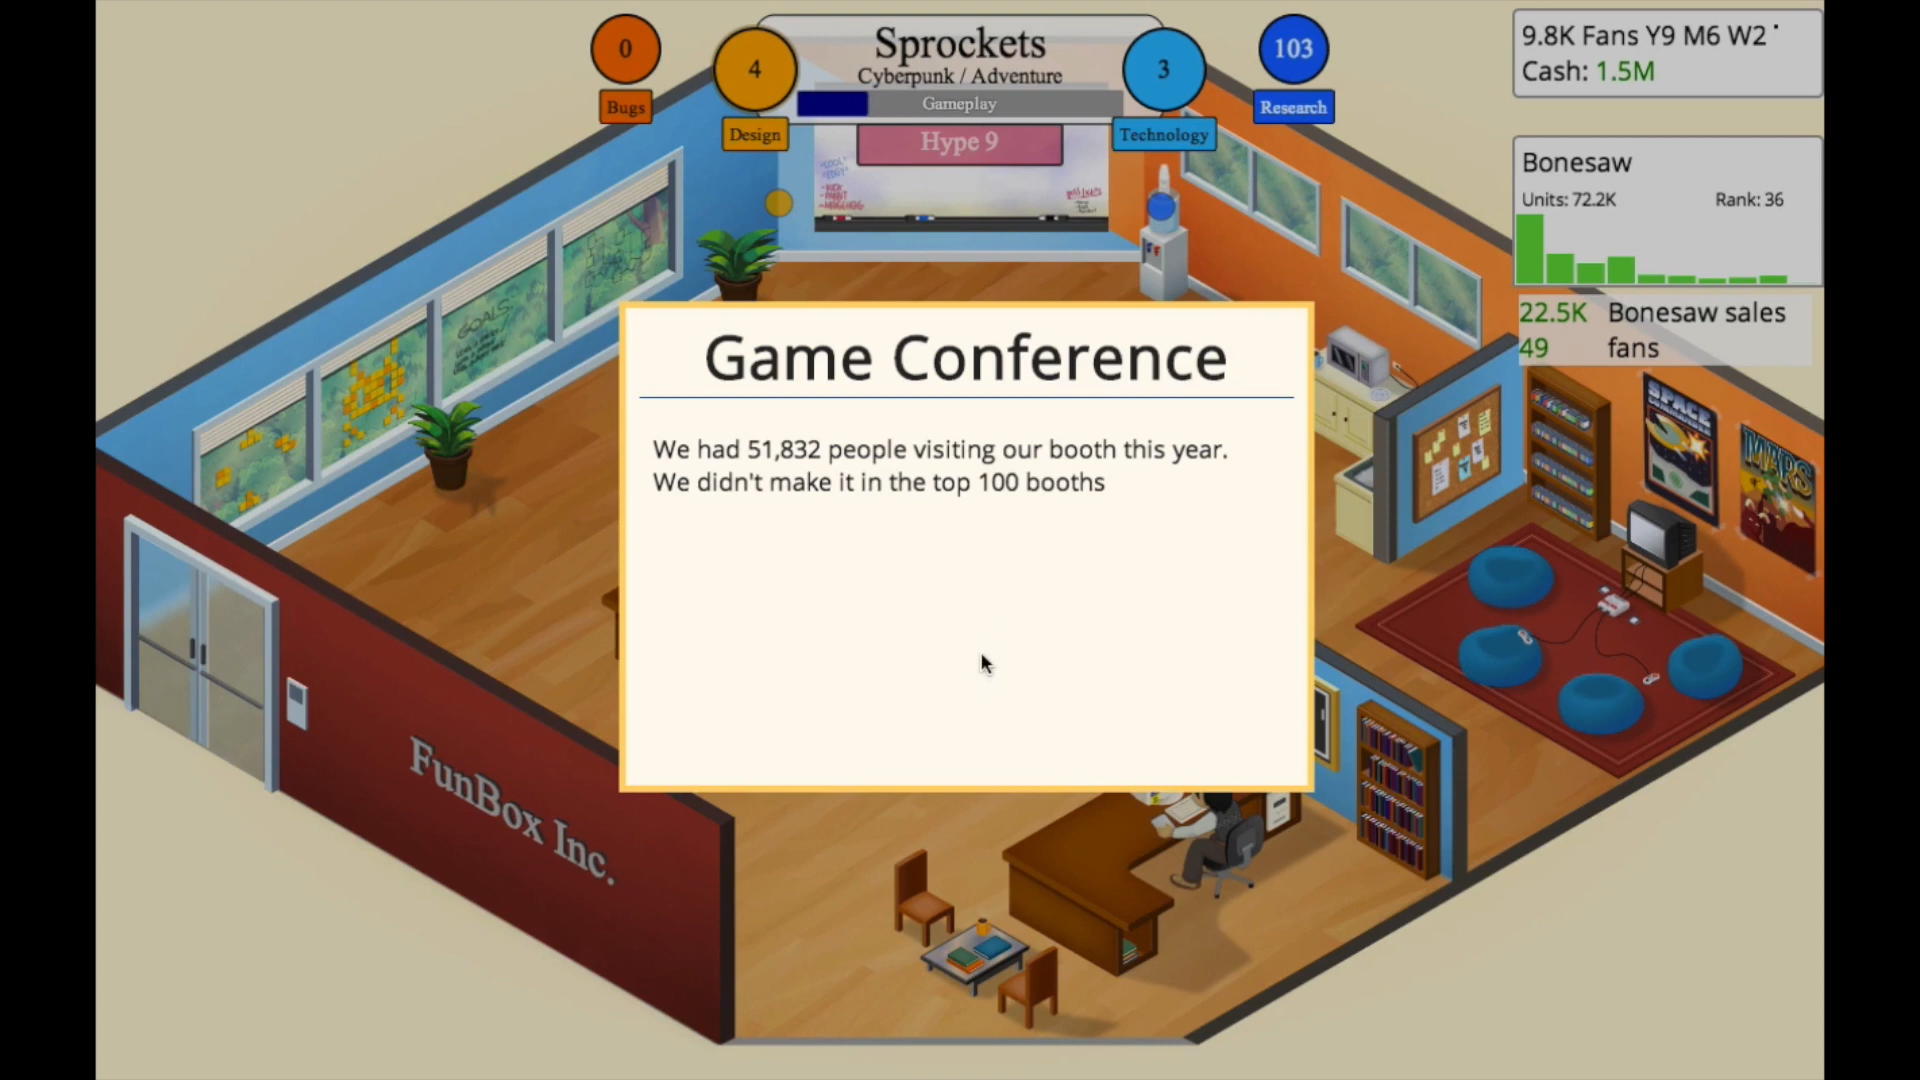 0
Bugs
4
Design
Sprockets
Cyberpunk / Adventure
Gameplay
Hype 9
3
Technology
103
Research
9.8K Fans Y9 M6 W2
Cash: 1.5M
Bonesaw
Units: 72.2K
Rank: 36
22.5K Bonesaw sales
49 fans
GOALS
Game Conference
We had 51,832 people visiting our booth this year.
We didn't make it in the top 100 booths
SPACE
MARS
FunBox Inc.